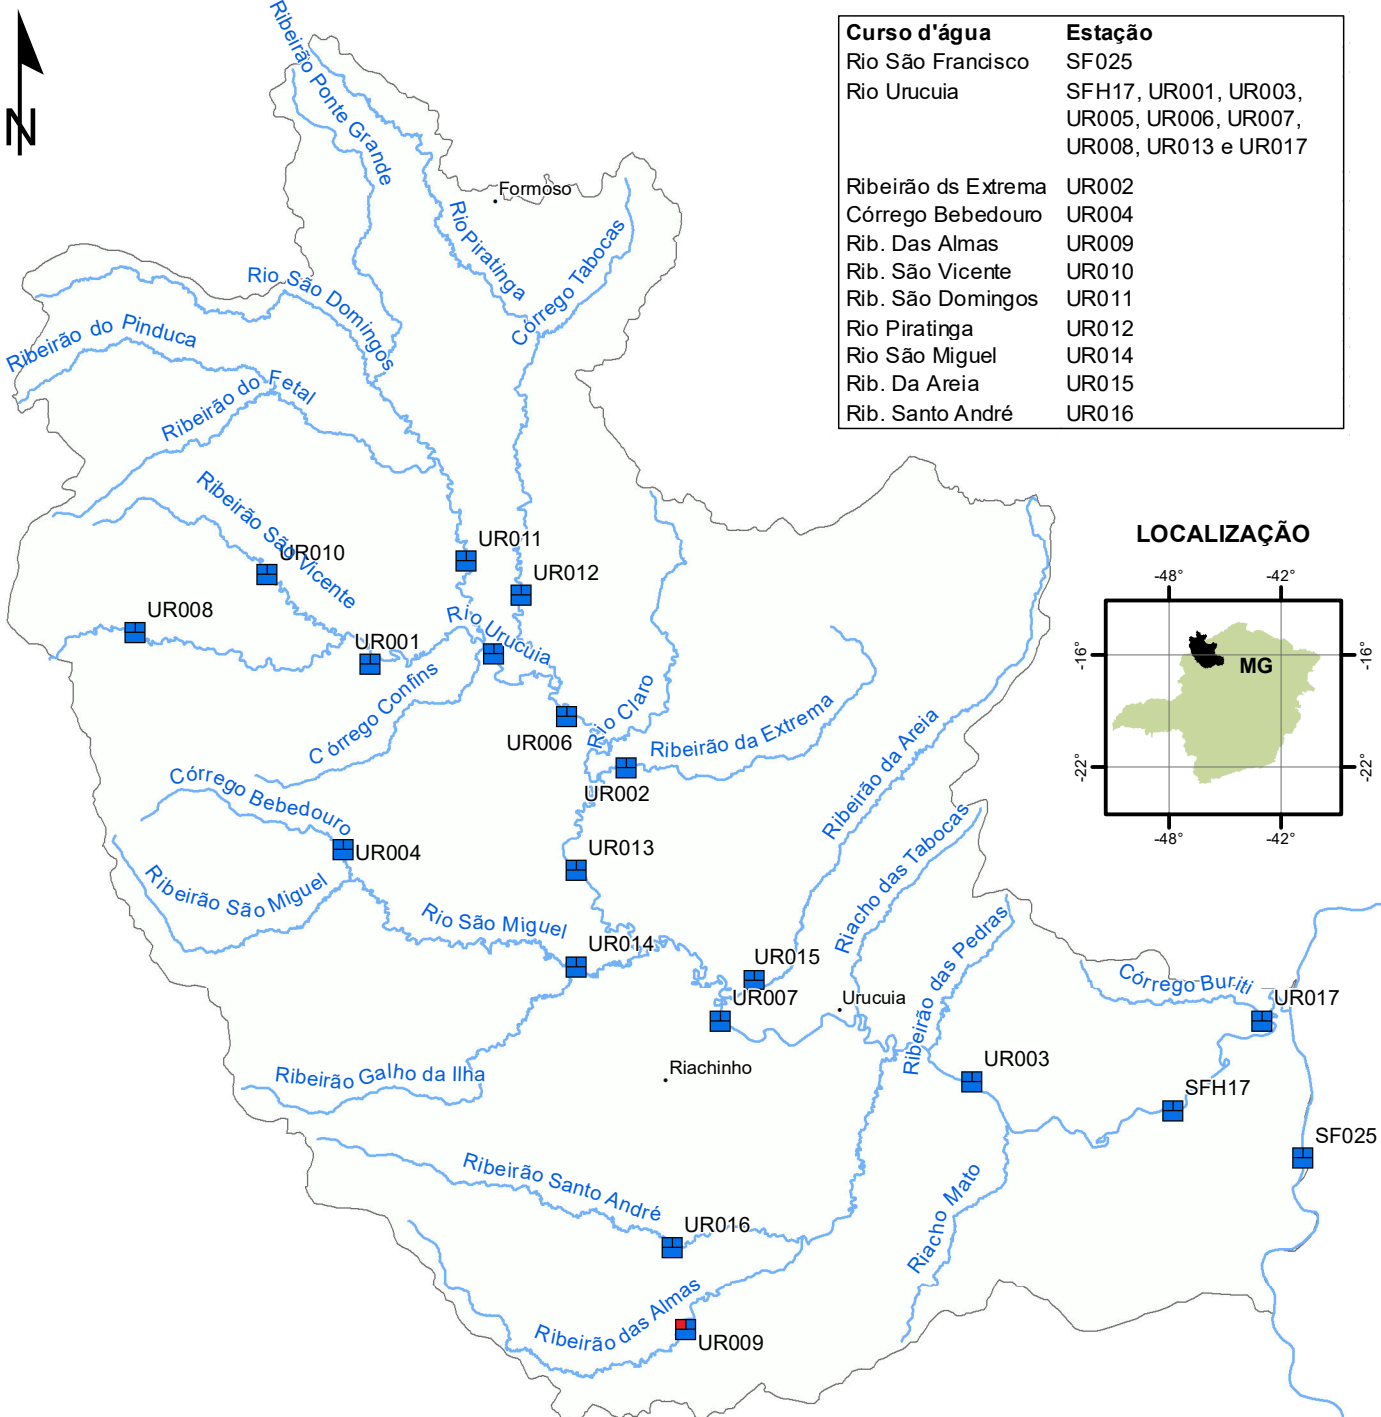 N
Curso d'água Estação
Rio São Francisco SF025
Rio Urucuia SFH17, UR001, UR003,
UR005, UR006, UR007,
UR008, UR013 e UR017
Ribeirão ds Extrema UR002
Córrego Bebedouro UR004
Rib. Das Almas UR009
Rib. São Vicente UR010
Rib. São Domingos UR011
Rio Piratinga UR012
Rio São Miguel UR014
Rib. Da Areia UR015
Rib. Santo André UR016
Ribeirão Ponte Grande
Formoso
Rio Piratinga
Córrego Tabocas
Rio São Domingos
Ribeirão do Pinduca
Ribeirão do Fetal
Ribeirão São Vicente
UR010
UR011
UR012
UR008
UR001
Rio Urucuia
Córrego Confins
UR006
Rio Claro
Ribeirão da Extrema
UR002
Ribeirão da Areia
Córrego Bebedouro
UR004
UR013
Ribeirão São Miguel
Rio São Miguel
Riacho das Tabocas
UR014
UR015
UR007
Urucuia
Ribeirão das Pedras
Córrego Buriti
UR017
Riachinho
Ribeirão Galho da Ilha
UR003
SFH17
SF025
Ribeirão Santo André
UR016
Riacho Mato
Ribeirão das Almas
UR009
LOCALIZAÇÃO
-48° -42°
-16° -16°
MG
-22° -22°
-48° -42°